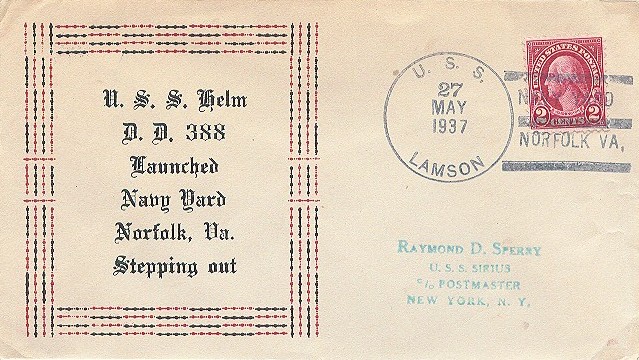 U. S. S. Helm
D. D. 388
Launched
Navy Yard
Norfolk, Va.
Stepping out
U. S. S.
27
MAY
1937
LAMSON
UNITED STATES POSTAGE
2 CENTS 2
NORFOLK VA,
RAYMOND D. SPERRY
U. S. S. SIRIUS
c/o POSTMASTER
NEW YORK, N. Y.